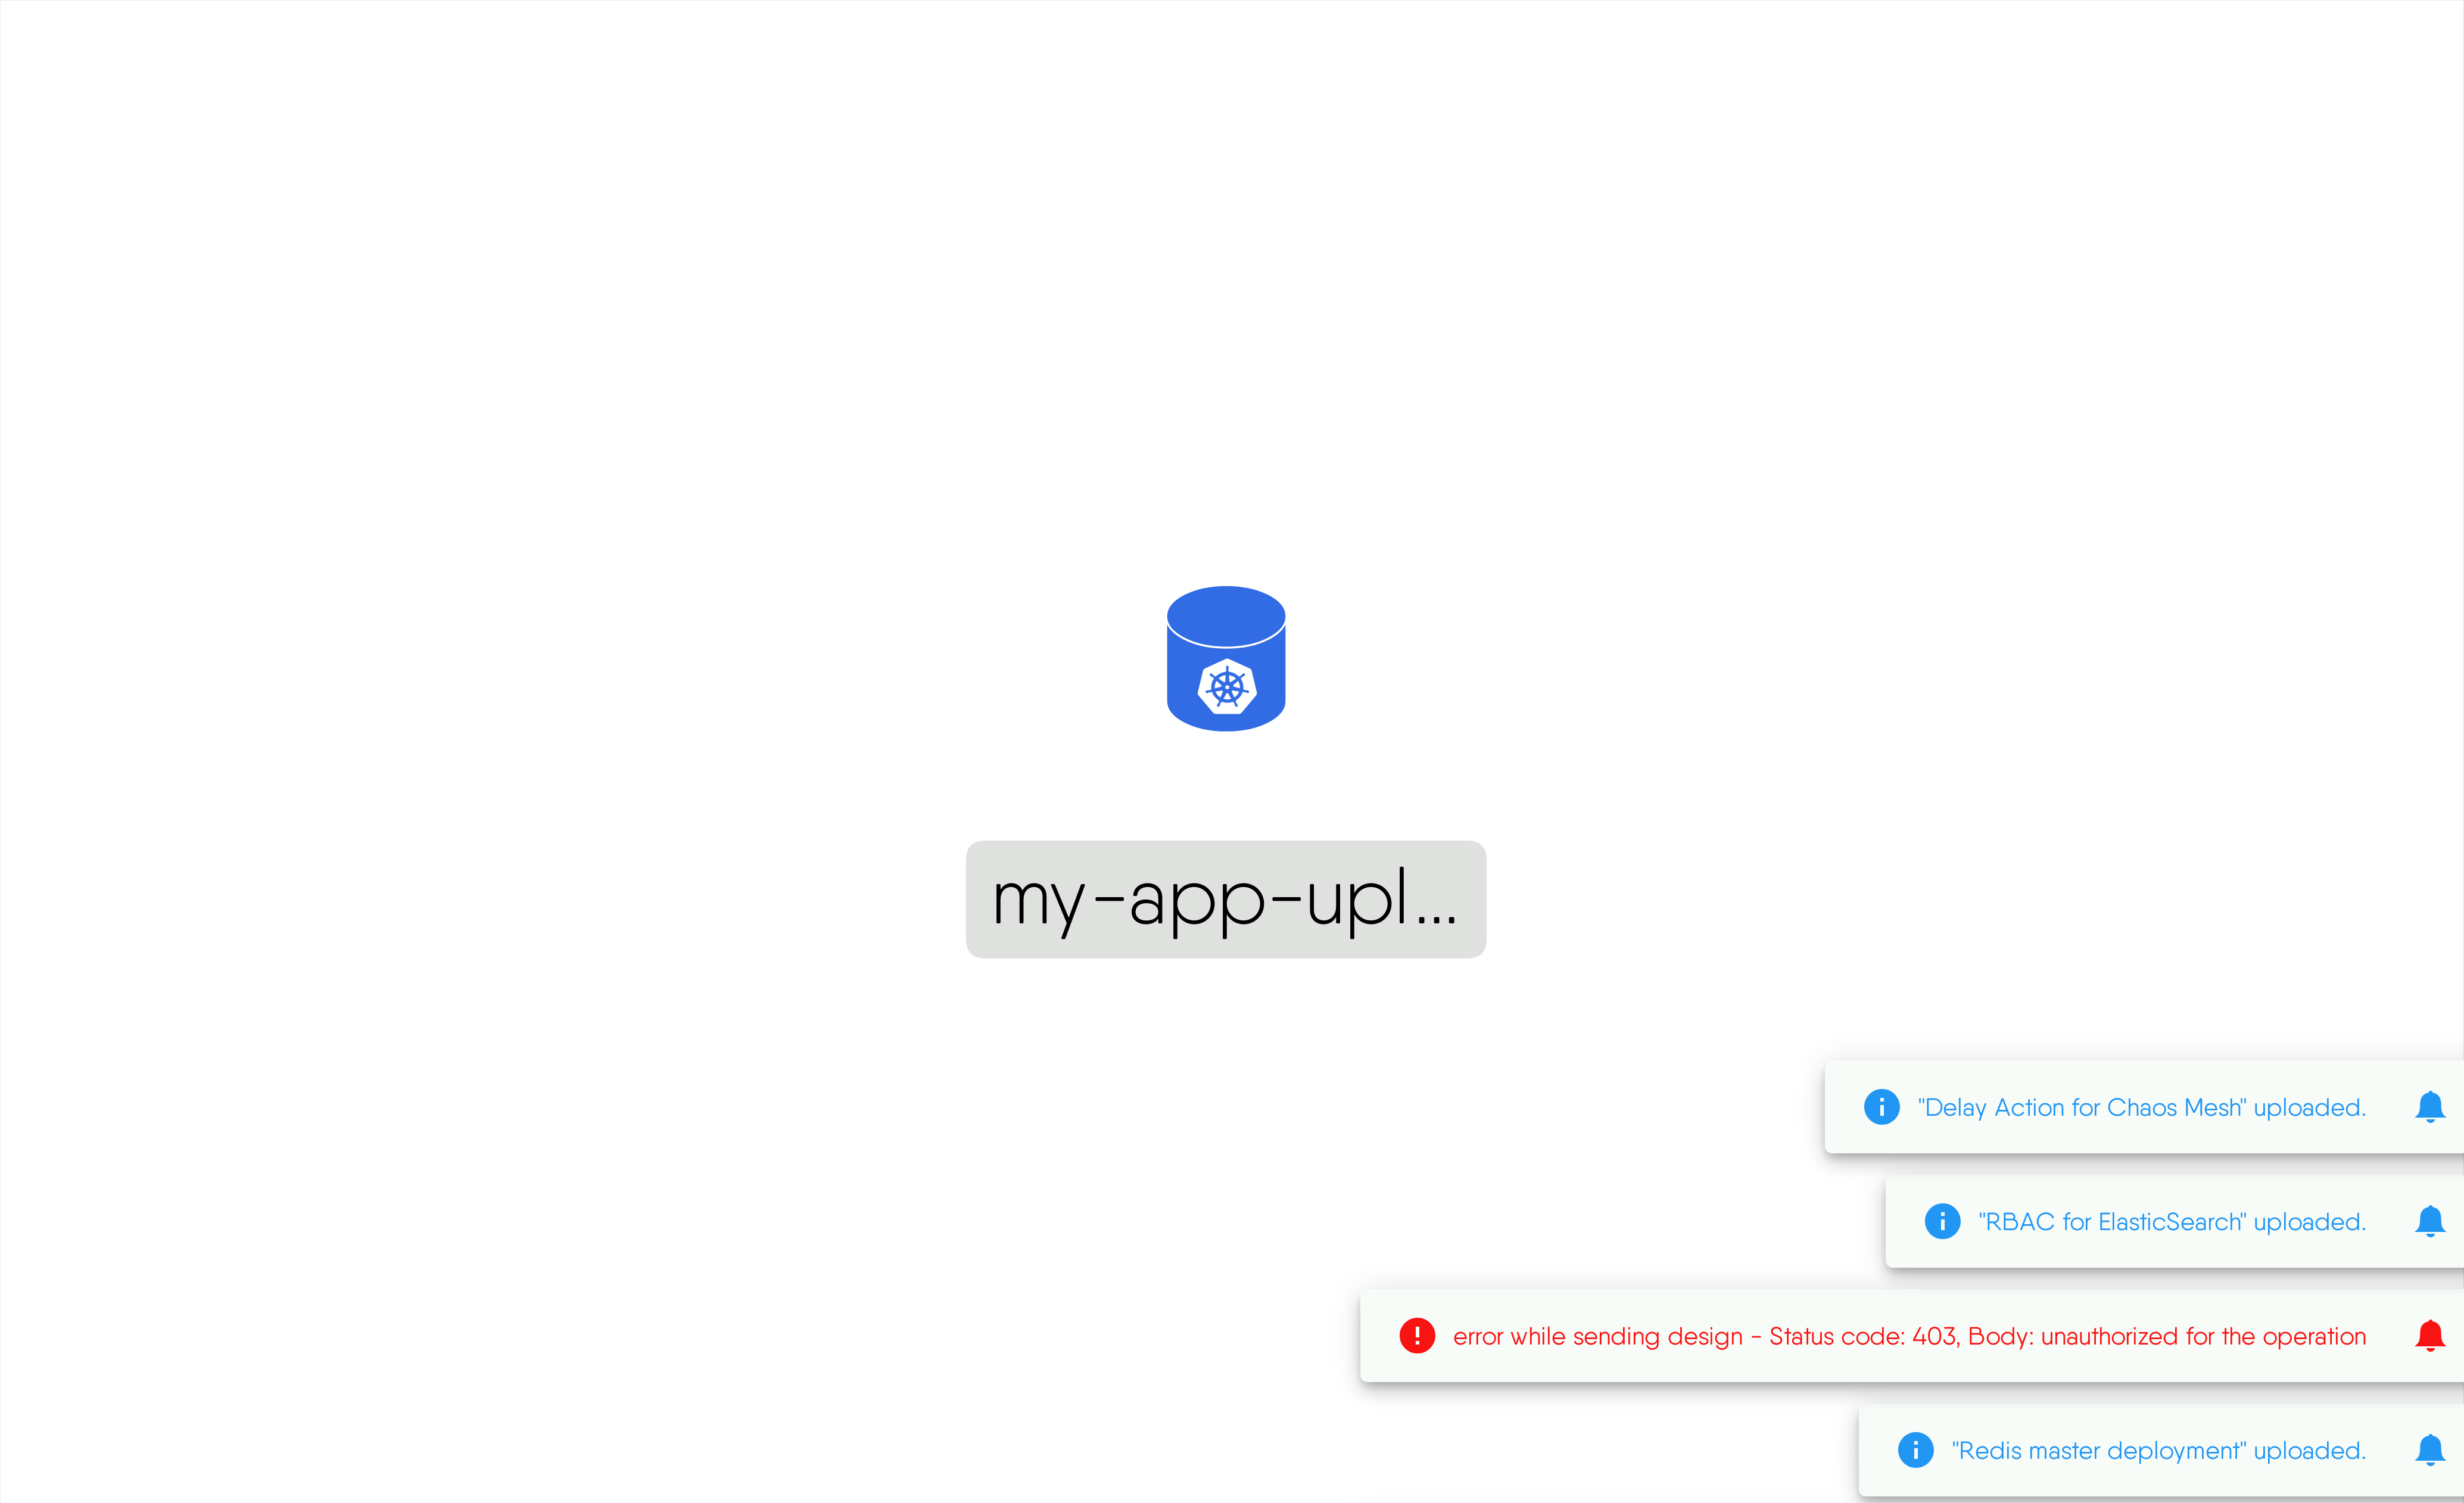 my-app-upl...
"Delay Action for Chaos Mesh" uploaded.
"RBAC for ElasticSearch" uploaded.
error while sending design - Status code: 403, Body: unauthorized for the operation
"Redis master deployment" uploaded.